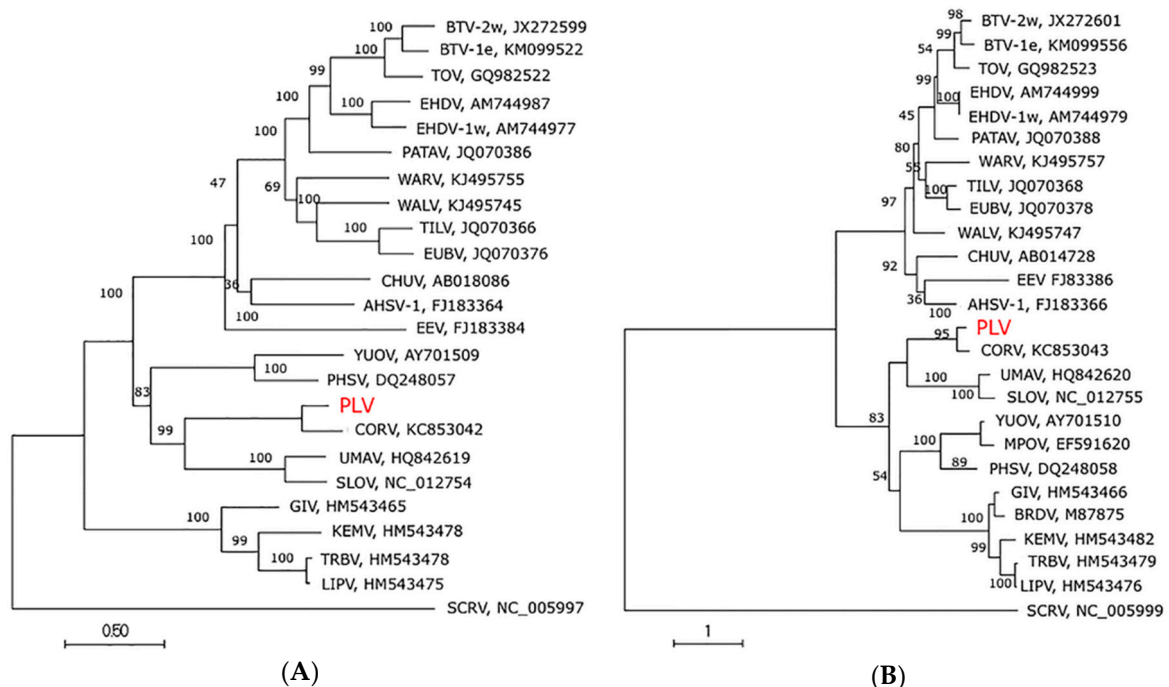 100
BTV-2w, JX272599
100
BTV-1e, KM099522
99
TOV, GQ982522
100
EHDV, AM744987
100
EHDV-1w, AM744977
100
PATAV, JQ070386
47
69
WARV, KJ495755
100
WALV, KJ495745
100
TILV, JQ070366
EUBV, JQ070376
100
36
CHUV, AB018086
100
AHSV-1, FJ183364
100
EEV, FJ183384
YUOV, AY701509
100
PHSV, DQ248057
83
PLV
99
CORV, KC853042
100
UMAV, HQ842619
SLOV, NC_012754
100
GIV, HM543465
99
KEMV, HM543478
100
TRBV, HM543478
LIPV, HM543475
SCRV, NC_005997
0.50
(A)
98
BTV-2w, JX272601
99
54
BTV-1e, KM099556
TOV, GQ982523
99
EHDV, AM744999
100
EHDV-1w, AM744979
45
PATAV, JQ070388
80
55
WARV, KJ495757
100
TILV, JQ070368
EUBV, JQ070378
97
WALV, KJ495747
92
CHUV, AB014728
EEV FJ83386
36
AHSV-1, FJ183366
100
PLV
95
CORV, KC853043
100
UMAV, HQ842620
100
SLOV, NC_012755
83
YUOV, AY701510
100
MPOV, EF591620
89
PHSV, DQ248058
54
GIV, HM543466
100
BRDV, M87875
99
KEMV, HM543482
TRBV, HM543479
100
LIPV, HM543476
SCRV, NC_005999
1
(B)